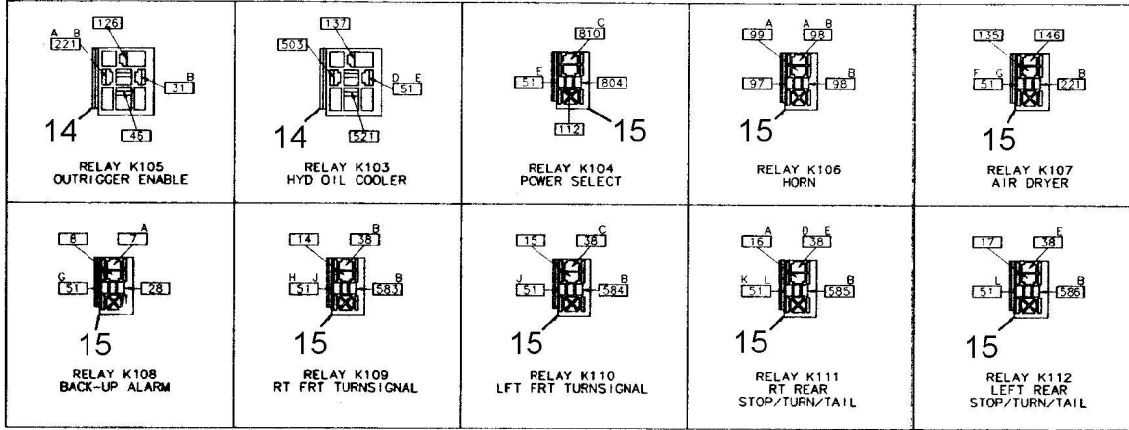 126
A B
221
B
31
46
14
RELAY K105
OUTRIGGER ENABLE
137
503
D E
51
521
14
RELAY K103
HYD OIL COOLER
C
810
E
51
804
112
15
RELAY K104
POWER SELECT
A
99
A B
98
97
B
98
15
RELAY K106
HORN
135
146
F G
51
B
221
15
RELAY K107
AIR DRYER
8
A
7
G
51
28
15
RELAY K108
BACK-UP ALARM
14
B
38
H J
51
B
583
15
RELAY K109
RT FRT TURNSIGNAL
15
C
38
J
51
B
584
15
RELAY K110
LFT FRT TURNSIGNAL
A
16
D E
38
K L
51
B
585
15
RELAY K111
RT REAR
STOP/TURN/TAIL
17
E
38
L
51
B
586
15
RELAY K112
LEFT REAR
STOP/TURN/TAIL